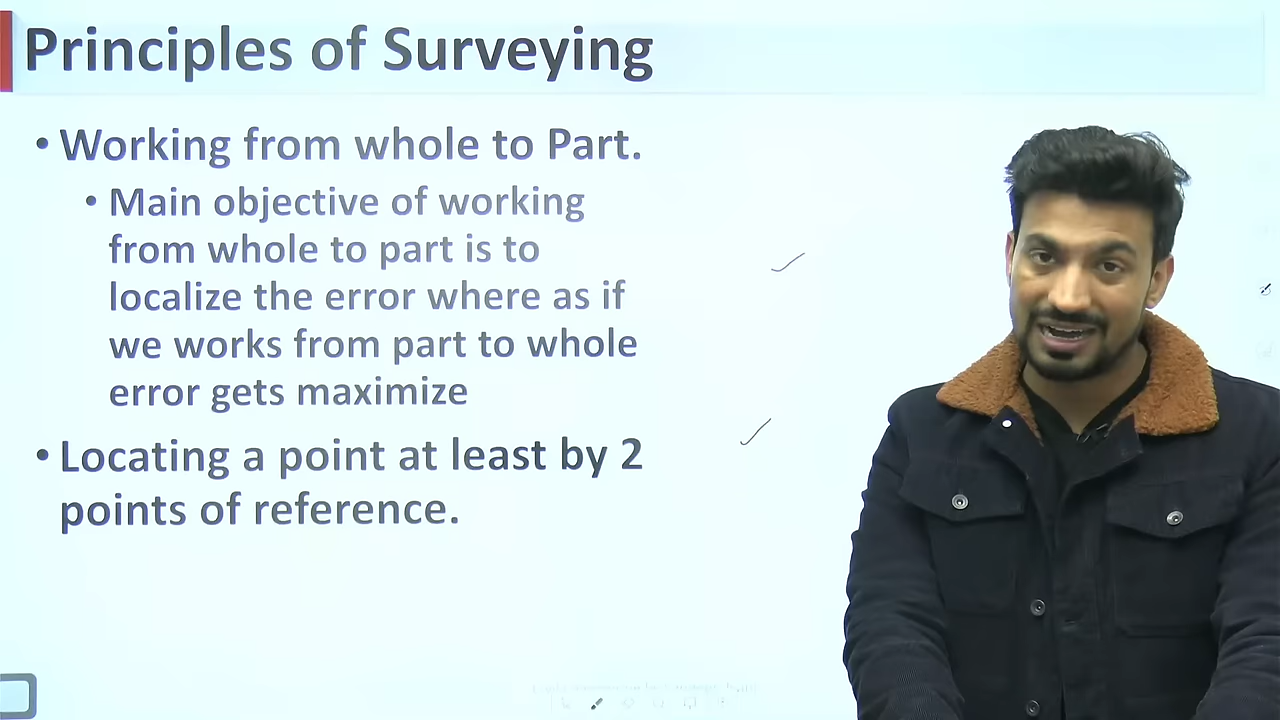 Principles of Surveying
• Working from whole to Part.
• Main objective of working
from whole to part is to
localize the error where as if
we works from part to whole
error gets maximize
• Locating a point at least by 2
points of reference.